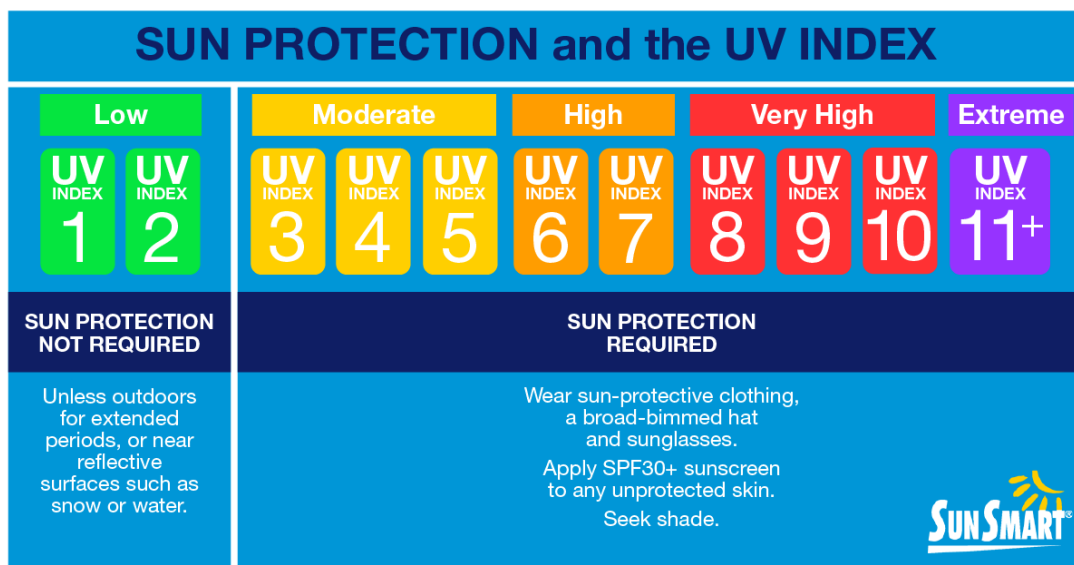 SUN PROTECTION and the UV INDEX
Low
Moderate
High
Very High
Extreme
UV
INDEX
1
UV
INDEX
2
UV
INDEX
3
UV
INDEX
4
UV
INDEX
5
UV
INDEX
6
UV
INDEX
7
UV
INDEX
8
UV
INDEX
9
UV
INDEX
10
UV
INDEX
11+
SUN PROTECTION
NOT REQUIRED
Unless outdoors
for extended
periods, or near
reflective
surfaces such as
snow or water.
SUN PROTECTION
REQUIRED
Wear sun-protective clothing,
a broad-bimmed hat
and sunglasses.
Apply SPF30+ sunscreen
to any unprotected skin.
Seek shade.
SUNSMART®